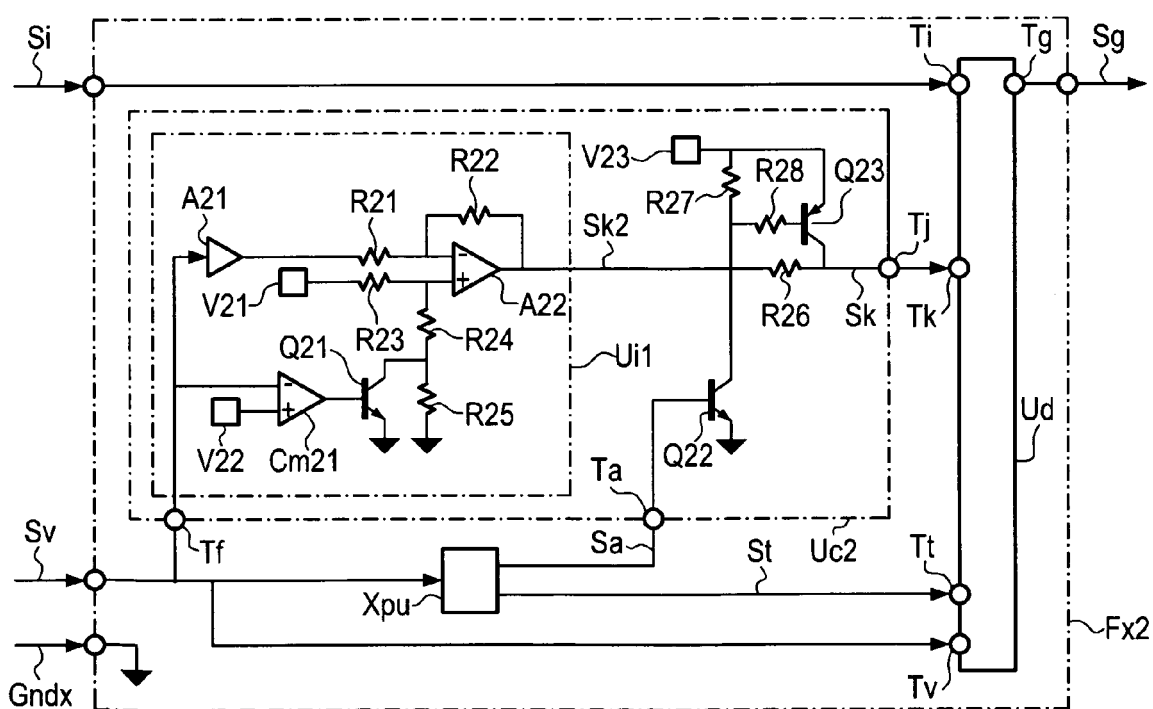 Si
Ti
Tg
Sg
V23
R28
Q23
R22
R27
A21
R21
Sk2
Tj
V21
A22
R26
Sk
Tk
R23
R24
Q21
Ui1
R25
Ud
V22
Cm21
Q22
Ta
Sv
Tf
Sa
Uc2
St
Tt
Xpu
Fx2
Gndx
Tv